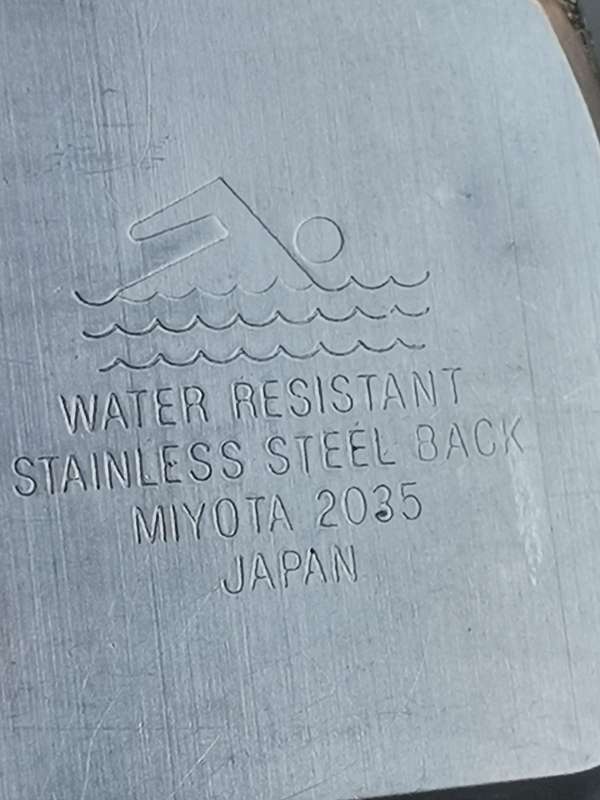 WATER RESISTANT
STAINLESS STEEL BACK
MIYOTA 2035
JAPAN